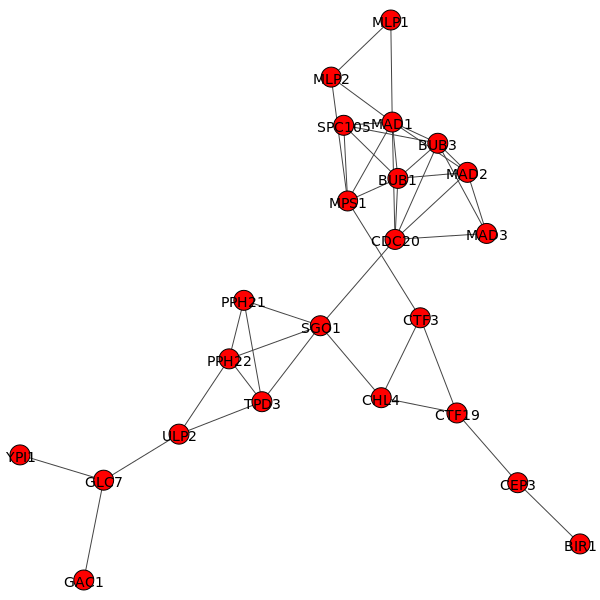 MLP1
MLP2
SPC105
MAD1
BUB3
MAD2
BUB1
MPS1
MAD3
CDC20
PPH21
SGO1
CTF3
PPH22
TPD3
CHL4
CTF19
ULP2
YPI1
GLC7
CEP3
BIR1
GAC1